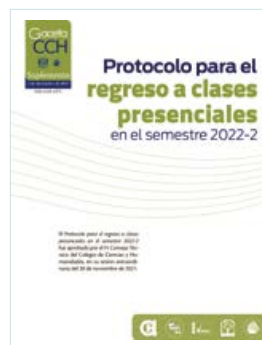 Gaceta
CCH
Suplemento
Protocolo para el
regreso a clases
presenciales
en el semestre 2022-2
El Protocolo para el regreso a clases
presenciales en el semestre 2022-2
fue aprobado por el H. Consejo Téc-
nico del Colegio de Ciencias y Hu-
manidades, en su sesión extraordi-
naria del 26 de noviembre de 2021.